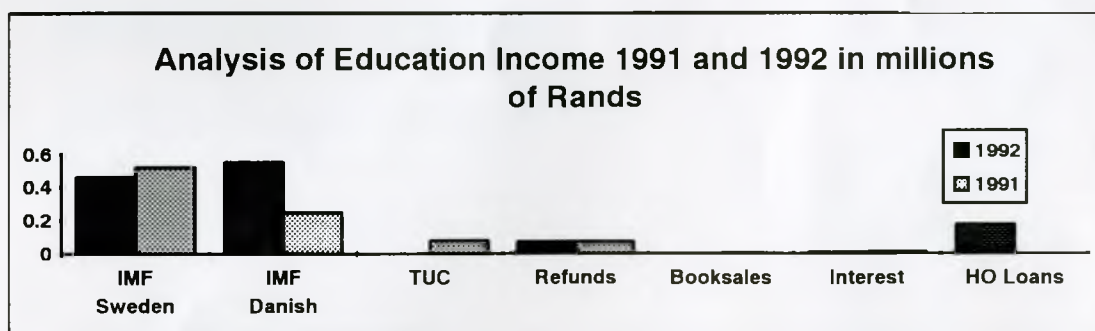 Analysis of Education Income 1991 and 1992 in millions
of Rands
0.6
0.4
0.2
0
1992
1991
IMF Sweden
IMF Danish
TUC
Refunds
Booksales
Interest
HO Loans